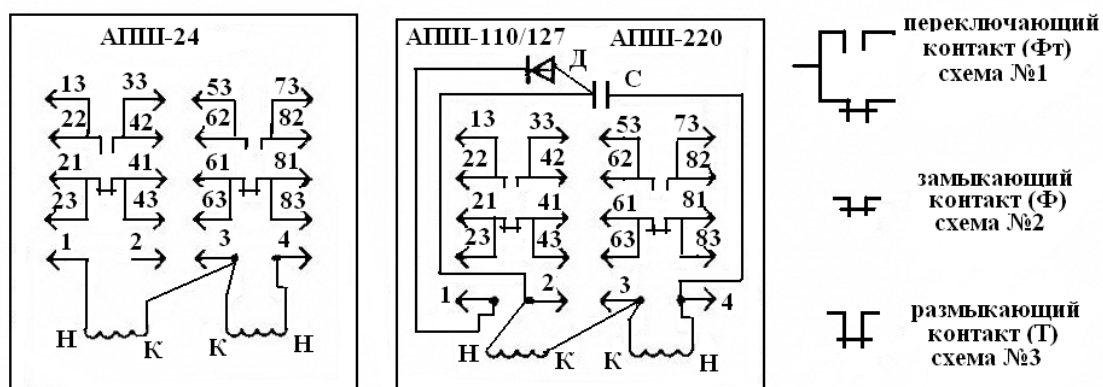 АПШ-24
13 33 53 73
22 42 62 82
21 41 61 81
23 43 63 83
1 2 3 4
Н К К Н
АПШ-110/127 АПШ-220
Д
С
13 33 53 73
22 42 62 82
21 41 61 81
23 43 63 83
1 2 3 4
Н К К Н
переключающий
контакт (Фт)
схема №1
замыкающий
контакт (Ф)
схема №2
размыкающий
контакт (Т)
схема №3